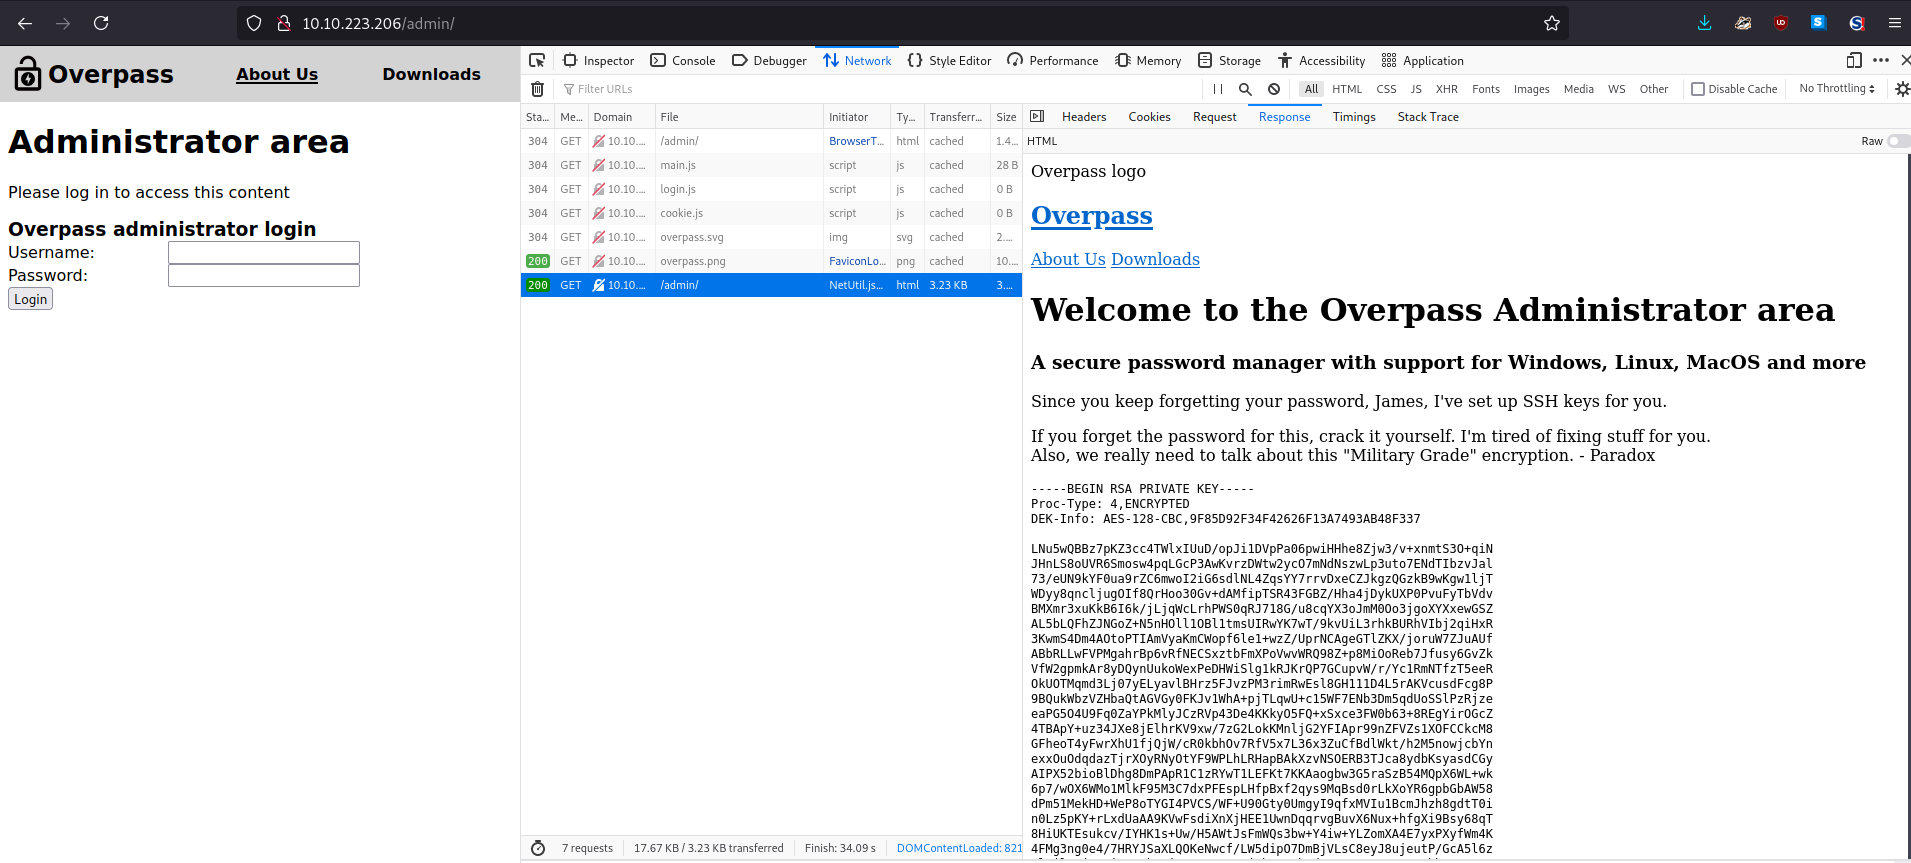 10.10.223.206/admin/
Overpass
About Us
Downloads
Administrator area
Please log in to access this content
Overpass administrator login
Username:
Password:
Login
Inspector Console Debugger Network Style Editor Performance Memory Storage Accessibility Application
Filter URLs
All HTML CSS JS XHR Fonts Images Media WS Other Disable Cache No Throttling
Sta... Me... Domain File Initiator Ty... Transferr... Size
304 GET 10.10.... /admin/ BrowserT... html cached 1.4...
304 GET 10.10.... main.js script js cached 28 B
304 GET 10.10.... login.js script js cached 0 B
304 GET 10.10.... cookie.js script js cached 0 B
304 GET 10.10.... overpass.svg img svg cached 2....
200 GET 10.10.... overpass.png FaviconLo... png cached 10....
200 GET 10.10.... /admin/ NetUtil.js... html 3.23 KB 3....
7 requests 17.67 KB / 3.23 KB transferred Finish: 34.09 s DOMContentLoaded: 821
Headers Cookies Request Response Timings Stack Trace
HTML Raw
Overpass logo
Overpass
About Us Downloads
Welcome to the Overpass Administrator area
A secure password manager with support for Windows, Linux, MacOS and more
Since you keep forgetting your password, James, I've set up SSH keys for you.
If you forget the password for this, crack it yourself. I'm tired of fixing stuff for you.
Also, we really need to talk about this "Military Grade" encryption. - Paradox
-----BEGIN RSA PRIVATE KEY-----
Proc-Type: 4,ENCRYPTED
DEK-Info: AES-128-CBC,9F85D92F34F42626F13A7493AB48F337
LNu5wQBBz7pKZ3cc4TWlxIUuD/opJi1DVpPa06pwiHHhe8Zjw3/v+xnmtS3O+qiN
JHnLS8oUVR6Smosw4pqLGcP3AwKvrzDWtw2ycO7mNdNszwLp3uto7ENdTIbzvJal
73/eUN9kYF0ua9rZC6mwoI2iG6sdlNL4ZqsYY7rrvDxeCZJkgzQGzkB9wKgw1ljT
WDyy8qncljugOIf8QrHoo30Gv+dAMfipTSR43FGBZ/Hha4jDykUXP0PvuFyTbVdv
BMXmr3xuKkB6I6k/jLjqWcLrhPWS0qRJ718G/u8cqYX3oJmM0Oo3jgoXYXxewGSZ
AL5bLQFhZJNGoZ+N5nHOll1OBl1tmsUIRwYK7wT/9kvUiL3rhkBURhVIbj2qiHxR
3KwmS4Dm4AOtoPTIAmVyaKmCWopf6le1+wzZ/UprNCAgeGTlZKX/joruW7ZJuAUf
ABbRLLwFVPMgahrBp6vRfNECSxztbFmXPoVwvWRQ98Z+p8MiOoReb7Jfusy6GvZk
VfW2gpmkAr8yDQynUukoWexPeDHWiSlg1kRJKrQP7GCupvW/r/Yc1RmNTfzT5eeR
OkUOTMqmd3Lj07yELyavlBHrz5FJvzPM3rimRwEsl8GH111D4L5rAKVcusdFcg8P
9BQukWbzVZHbaQtAGVGy0FKJv1WhA+pjTLqwU+c15WF7ENb3Dm5qdUoSSlPzRjze
eaPG5O4U9Fq0ZaYPkMlyJCzRVp43De4KKkyO5FQ+xSxce3FW0b63+8REgYirOGcZ
4TBApY+uz34JXe8jElhrKV9xw/7zG2LokKMnljG2YFIApr99nZFVZs1XOFCCkcM8
GFheoT4yFwrXhU1fjQjW/cR0kbhOv7RfV5x7L36x3ZuCfBdlWkt/h2M5nowjcbYn
exxOuOdqdazTjrXOyRNyOtYF9WPLhLRHapBAkXzvNSOERB3TJca8ydbKsyasdCGy
AIPX52bioBlDhg8DmPApR1C1zRYwT1LEFKt7KKAaogbw3G5raSzB54MQpX6WL+wk
6p7/wOX6WMo1MlkF95M3C7dxPFEspLHfpBxf2qys9MqBsd0rLkXoYR6gpbGbAW58
dPm51MekHD+WeP8oTYGI4PVCS/WF+U90Gty0UmgyI9qfxMVIu1BcmJhzh8gdtT0i
n0Lz5pKY+rLxdUaAA9KVwFsdiXnXjHEE1UwnDqqrvgBuvX6Nux+hfgXi9Bsy68qT
8HiUKTEsukcv/IYHK1s+Uw/H5AWtJsFmWQs3bw+Y4iw+YLZomXA4E7yxPXyfWm4K
4FMg3ng0e4/7HRYJSaXLQOKeNwcf/LW5dipO7DmBjVLsC8eyJ8ujeutP/GcA5l6z